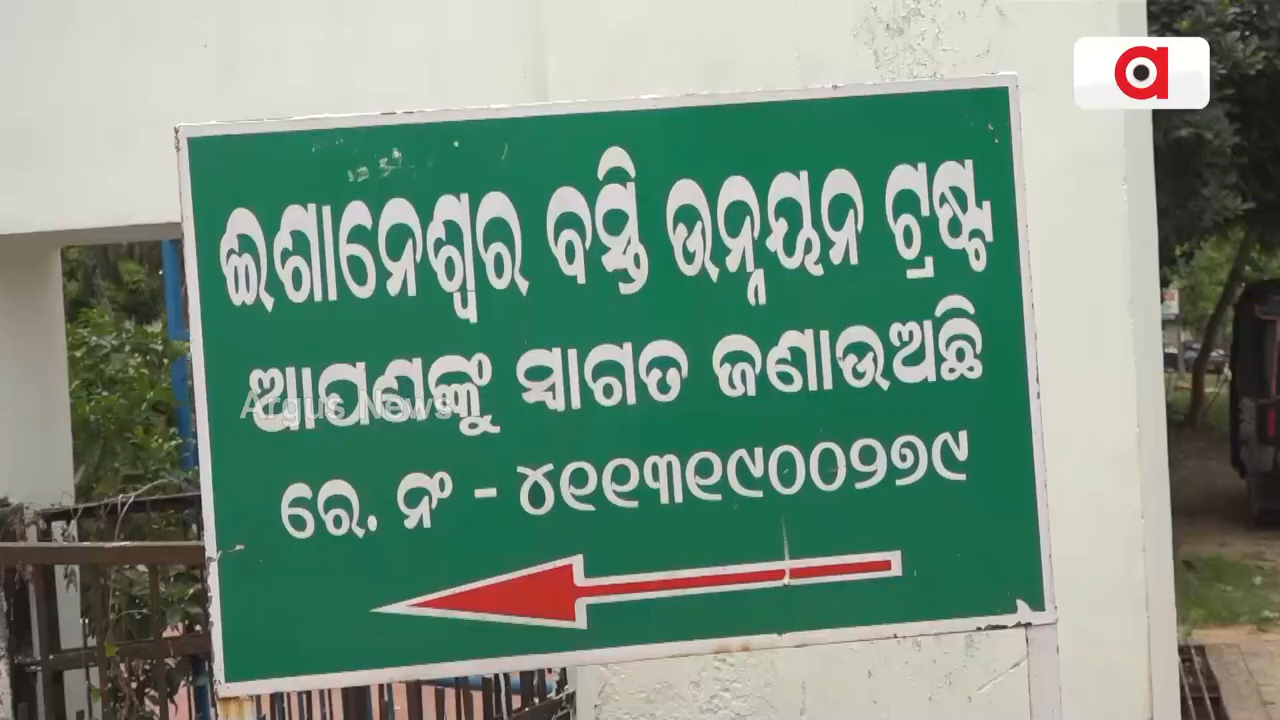 ଈଶାନେଶ୍ୱର ବସ୍ତି ଉନ୍ନୟନ ଟ୍ରଷ୍ଟ
ଆପଣଙ୍କୁ ସ୍ୱାଗତ ଜଣାଉଅଛି
ରେ. ନଂ - ୪୧୧୩୧୯୦୦୨୭୯
Argus News